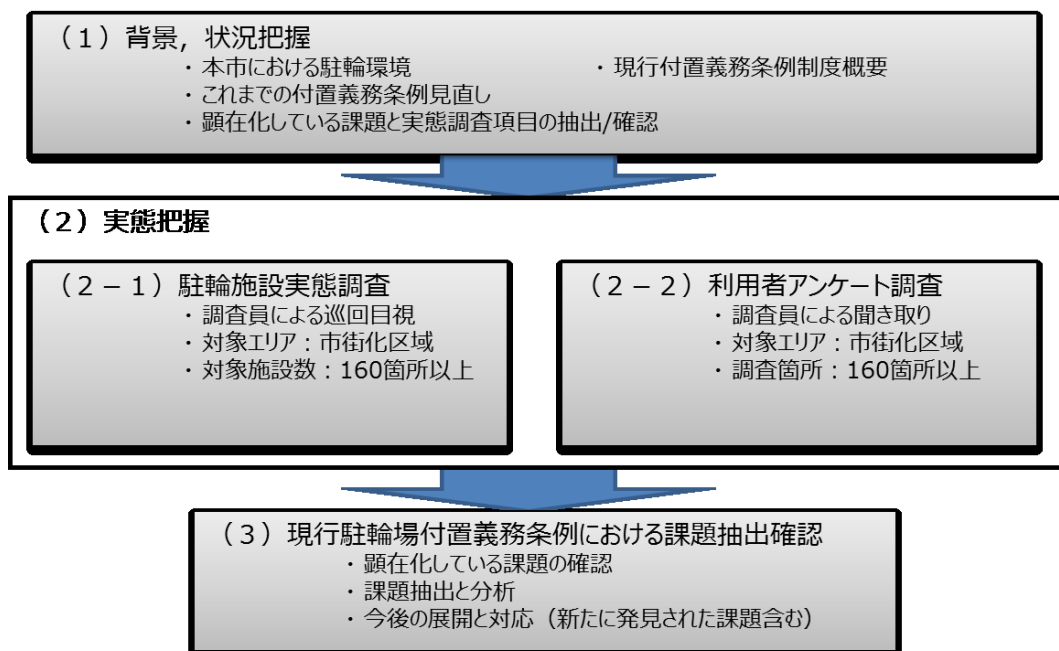 （１）背景，状況把握
・本市における駐輪環境　・現行付置義務条例制度概要
・これまでの付置義務条例見直し
・顕在化している課題と実態調査項目の抽出/確認
（２）実態把握
（２－１）駐輪施設実態調査
・調査員による巡回目視
・対象エリア：市街化区域
・対象施設数：160箇所以上
（２－２）利用者アンケート調査
・調査員による聞き取り
・対象エリア：市街化区域
・調査箇所：160箇所以上
（３）現行駐輪場付置義務条例における課題抽出確認
・顕在化している課題の確認
・課題抽出と分析
・今後の展開と対応（新たに発見された課題含む）